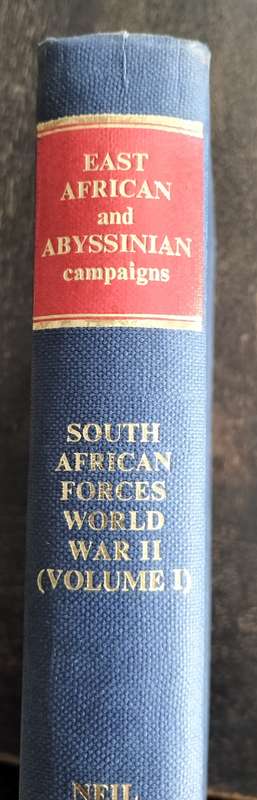 EAST
AFRICAN
and
ABYSSINIAN
campaigns
SOUTH
AFRICAN
FORCES
WORLD
WAR II
(VOLUME I)
NEIL